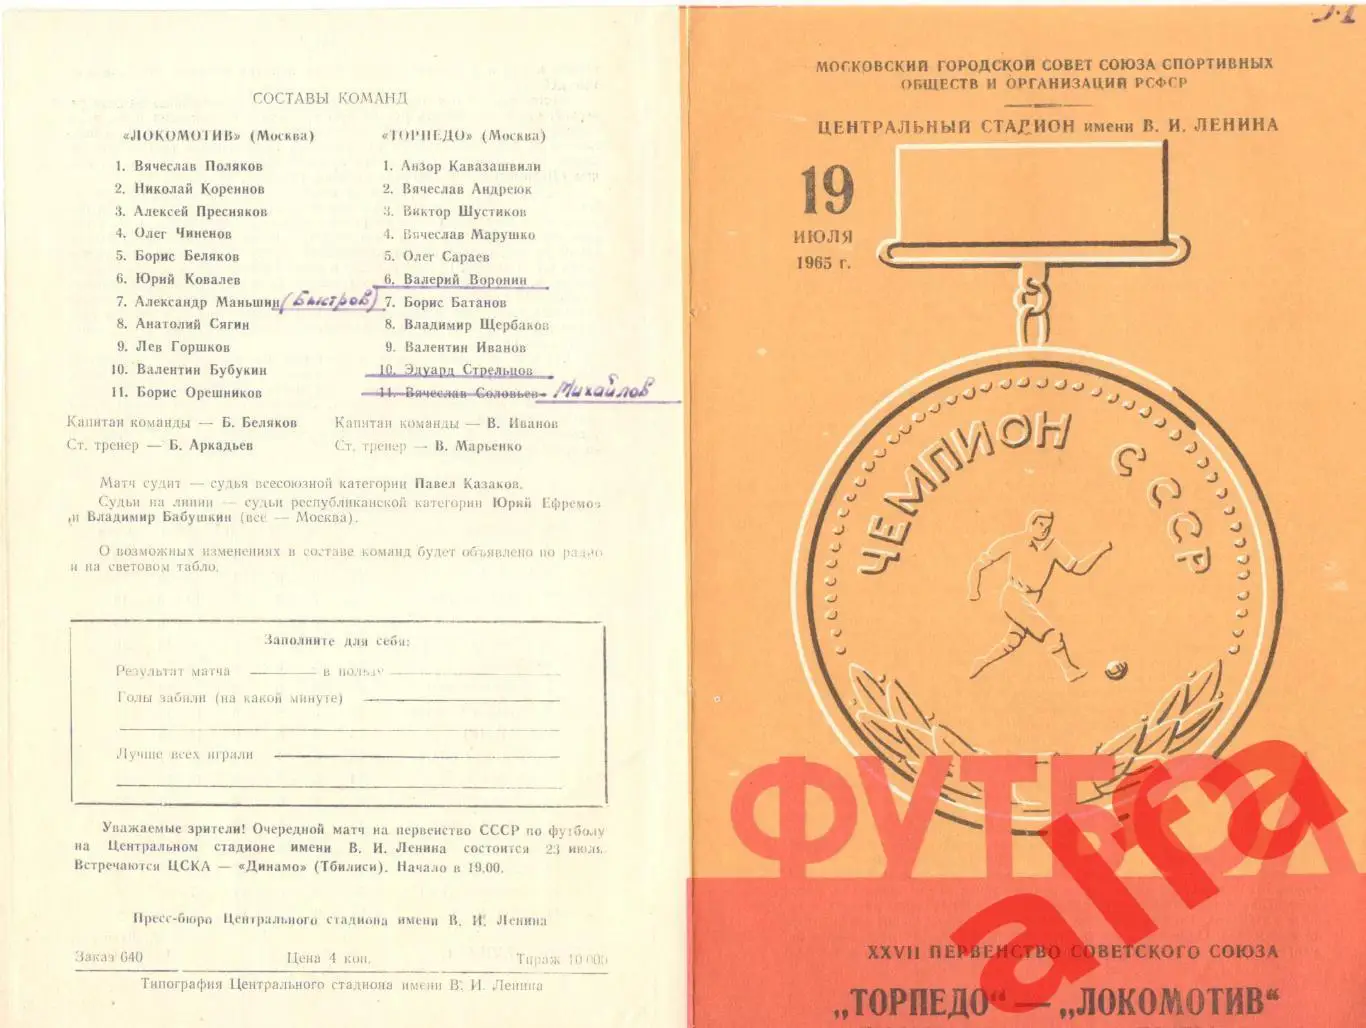 СОСТАВЫ КОМАНД
«ЛОКОМОТИВ» (Москва)
1. Вячеслав Поляков
2. Николай Кореннов
3. Алексей Пресняков
4. Олег Чиненов
5. Борис Беляков
6. Юрий Ковалев
7. Александр Маньшин (Быстров)
8. Анатолий Сягин
9. Лев Горшков
10. Валентин Бубукин
11. Борис Орешников
Капитан команды — Б. Беляков
Ст. тренер — Б. Аркадьев
«ТОРПЕДО» (Москва)
1. Анзор Кавазашвили
2. Вячеслав Андреюк
3. Виктор Шустиков
4. Вячеслав Марушко
5. Олег Сараев
6. Валерий Воронин
7. Борис Батанов
8. Владимир Щербаков
9. Валентин Иванов
10. Эдуард Стрельцов
11. Вячеслав Соловьев Михайлов
Капитан команды — В. Иванов
Ст. тренер — В. Марьенко
Матч судит — судья всесоюзной категории Павел Казаков.
Судьи на линии — судьи республиканской категории Юрий Ефремов
и Владимир Бабушкин (все — Москва).
О возможных изменениях в составе команд будет объявлено по радио
и на световом табло.
Заполните для себя:
Результат матча в пользу
Голы забили (на какой минуте)
Лучше всех играли
Уважаемые зрители! Очередной матч на первенство СССР по футболу
на Центральном стадионе имени В. И. Ленина состоится 23 июля.
Встречаются ЦСКА — «Динамо» (Тбилиси). Начало в 19.00.
Пресс-бюро Центрального стадиона имени В. И. Ленина
Заказ 640 Цена 4 коп. Тираж 10 000
Типография Центрального стадиона имени В. И. Ленина
МОСКОВСКИЙ ГОРОДСКОЙ СОВЕТ СОЮЗА СПОРТИВНЫХ
ОБЩЕСТВ И ОРГАНИЗАЦИЙ РСФСР
ЦЕНТРАЛЬНЫЙ СТАДИОН имени В. И. ЛЕНИНА
19
ИЮЛЯ
1965 г.
ЧЕМПИОН СССР
ФУТБОЛ
alfa
XXVII ПЕРВЕНСТВО СОВЕТСКОГО СОЮЗА
„ТОРПЕДО“ — „ЛОКОМОТИВ“